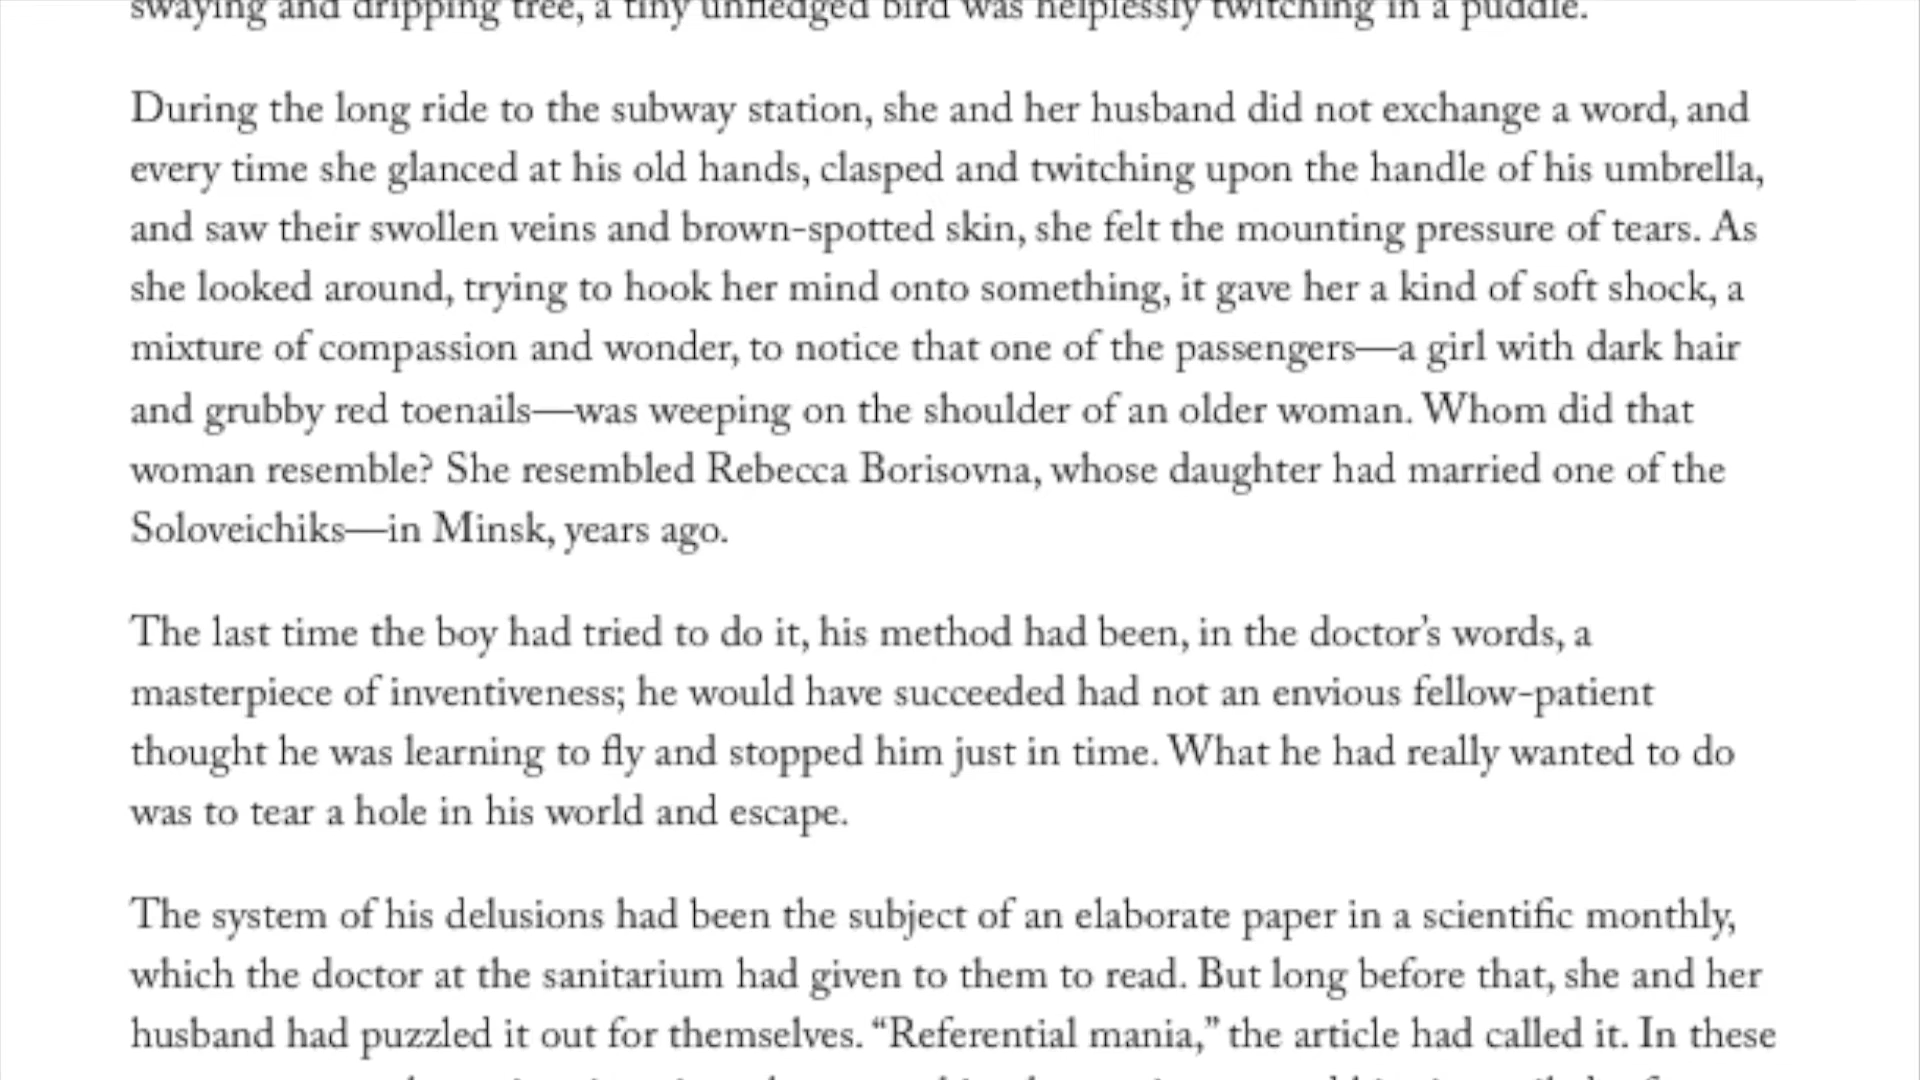 swaying and dripping tree, a tiny unfledged bird was helplessly twitching in a puddle.
During the long ride to the subway station, she and her husband did not exchange a word, and
every time she glanced at his old hands, clasped and twitching upon the handle of his umbrella,
and saw their swollen veins and brown-spotted skin, she felt the mounting pressure of tears. As
she looked around, trying to hook her mind onto something, it gave her a kind of soft shock, a
mixture of compassion and wonder, to notice that one of the passengers—a girl with dark hair
and grubby red toenails—was weeping on the shoulder of an older woman. Whom did that
woman resemble? She resembled Rebecca Borisovna, whose daughter had married one of the
Soloveichiks—in Minsk, years ago.
The last time the boy had tried to do it, his method had been, in the doctor’s words, a
masterpiece of inventiveness; he would have succeeded had not an envious fellow-patient
thought he was learning to fly and stopped him just in time. What he had really wanted to do
was to tear a hole in his world and escape.
The system of his delusions had been the subject of an elaborate paper in a scientific monthly,
which the doctor at the sanitarium had given to them to read. But long before that, she and her
husband had puzzled it out for themselves. “Referential mania,” the article had called it. In these